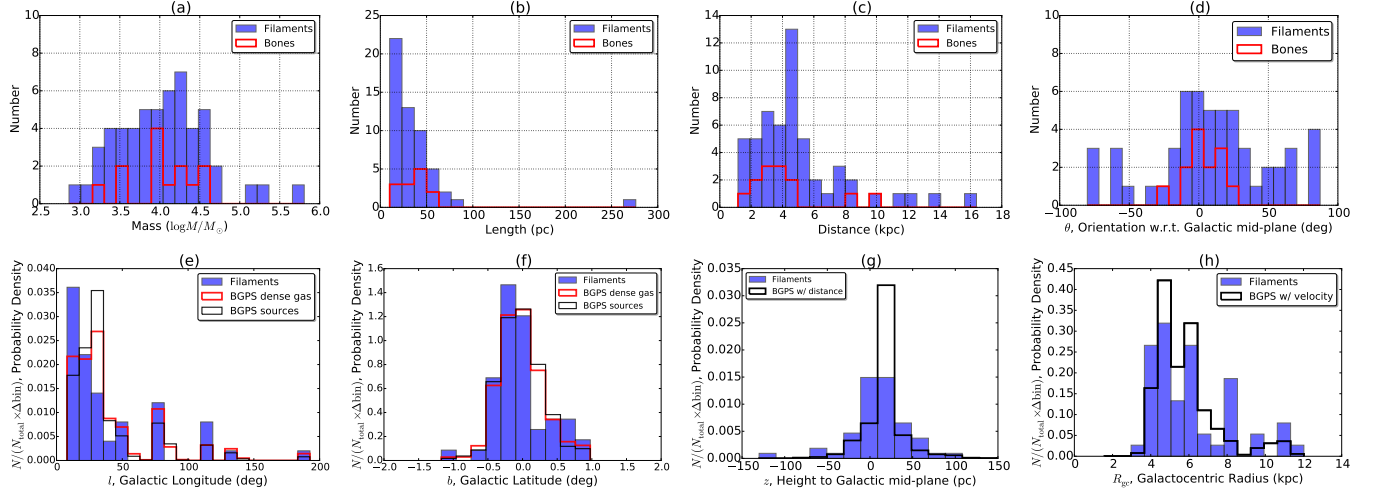 (a)
10
8
6
4
2
0
Number
2.5 3.0 3.5 4.0 4.5 5.0 5.5 6.0
Mass (logM/M⊙)
Filaments
Bones
(b)
25
20
15
10
5
0
Number
0 50 100 150 200 250 300
Length (pc)
Filaments
Bones
(c)
14
12
10
8
6
4
2
0
Number
0 2 4 6 8 10 12 14 16 18
Distance (kpc)
Filaments
Bones
(d)
10
8
6
4
2
0
Number
−100 −50 0 50 100
θ, Orientation w.r.t. Galactic mid-plane (deg)
Filaments
Bones
(e)
0.040
0.035
0.030
0.025
0.020
0.015
0.010
0.005
0.000
N/(Ntotal×Δbin), Probability Density
0 50 100 150 200
l, Galactic Longitude (deg)
Filaments
BGPS dense gas
BGPS sources
(f)
1.6
1.4
1.2
1.0
0.8
0.6
0.4
0.2
0.0
N/(Ntotal×Δbin), Probability Density
−2.0 −1.5 −1.0 −0.5 0.0 0.5 1.0 1.5 2.0
b, Galactic Latitude (deg)
Filaments
BGPS dense gas
BGPS sources
(g)
0.035
0.030
0.025
0.020
0.015
0.010
0.005
0.000
N/(Ntotal×Δbin), Probability Density
−150 −100 −50 0 50 100 150
z, Height to Galactic mid-plane (pc)
Filaments
BGPS w/ distance
(h)
0.45
0.40
0.35
0.30
0.25
0.20
0.15
0.10
0.05
0.00
N/(Ntotal×Δbin), Probability Density
0 2 4 6 8 10 12 14
Rgc, Galactocentric Radius (kpc)
Filaments
BGPS w/ velocity